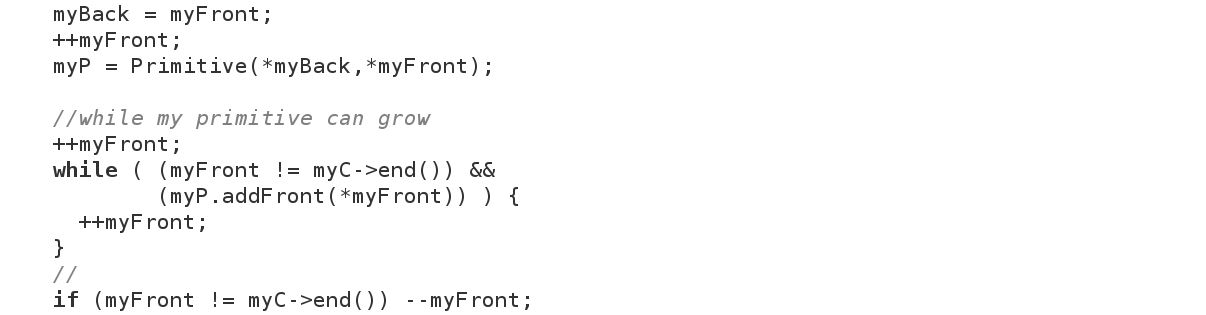 myBack = myFront;
++myFront;
myP = Primitive(*myBack,*myFront);

//while my primitive can grow
++myFront;
while ( (myFront != myC->end()) &&
        (myP.addFront(*myFront)) ) {
  ++myFront;
}
//
if (myFront != myC->end()) --myFront;